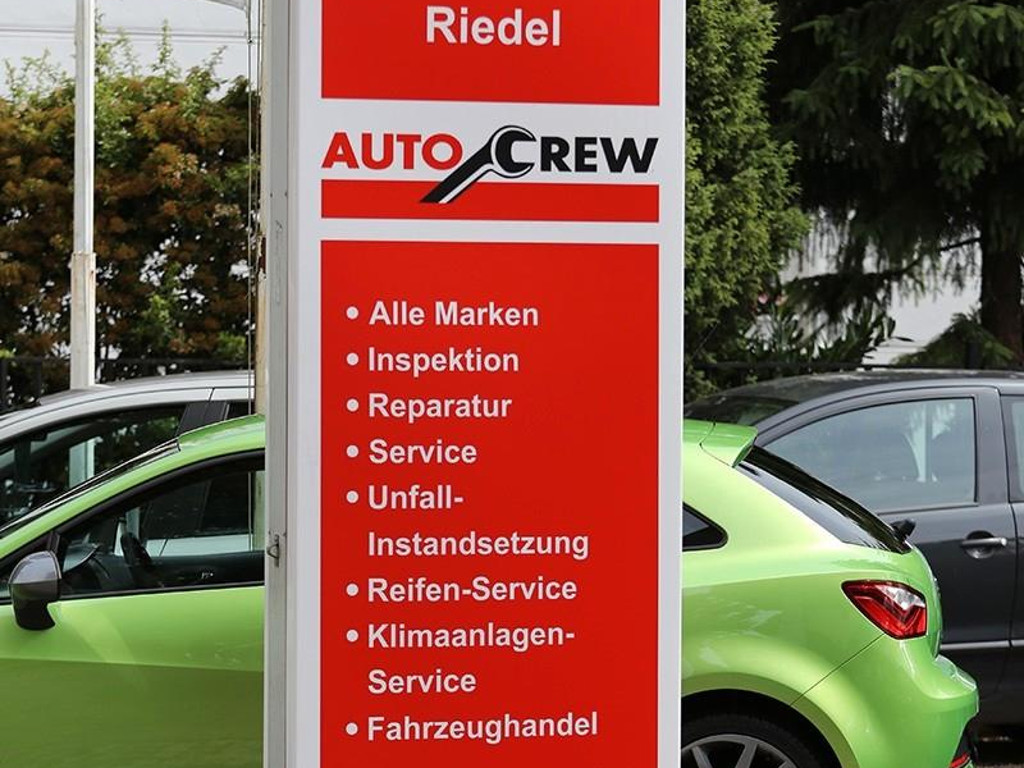 Riedel
AUTO CREW
• Alle Marken
• Inspektion
• Reparatur
• Service
• Unfall-
Instandsetzung
• Reifen-Service
• Klimaanlagen-
Service
• Fahrzeughandel